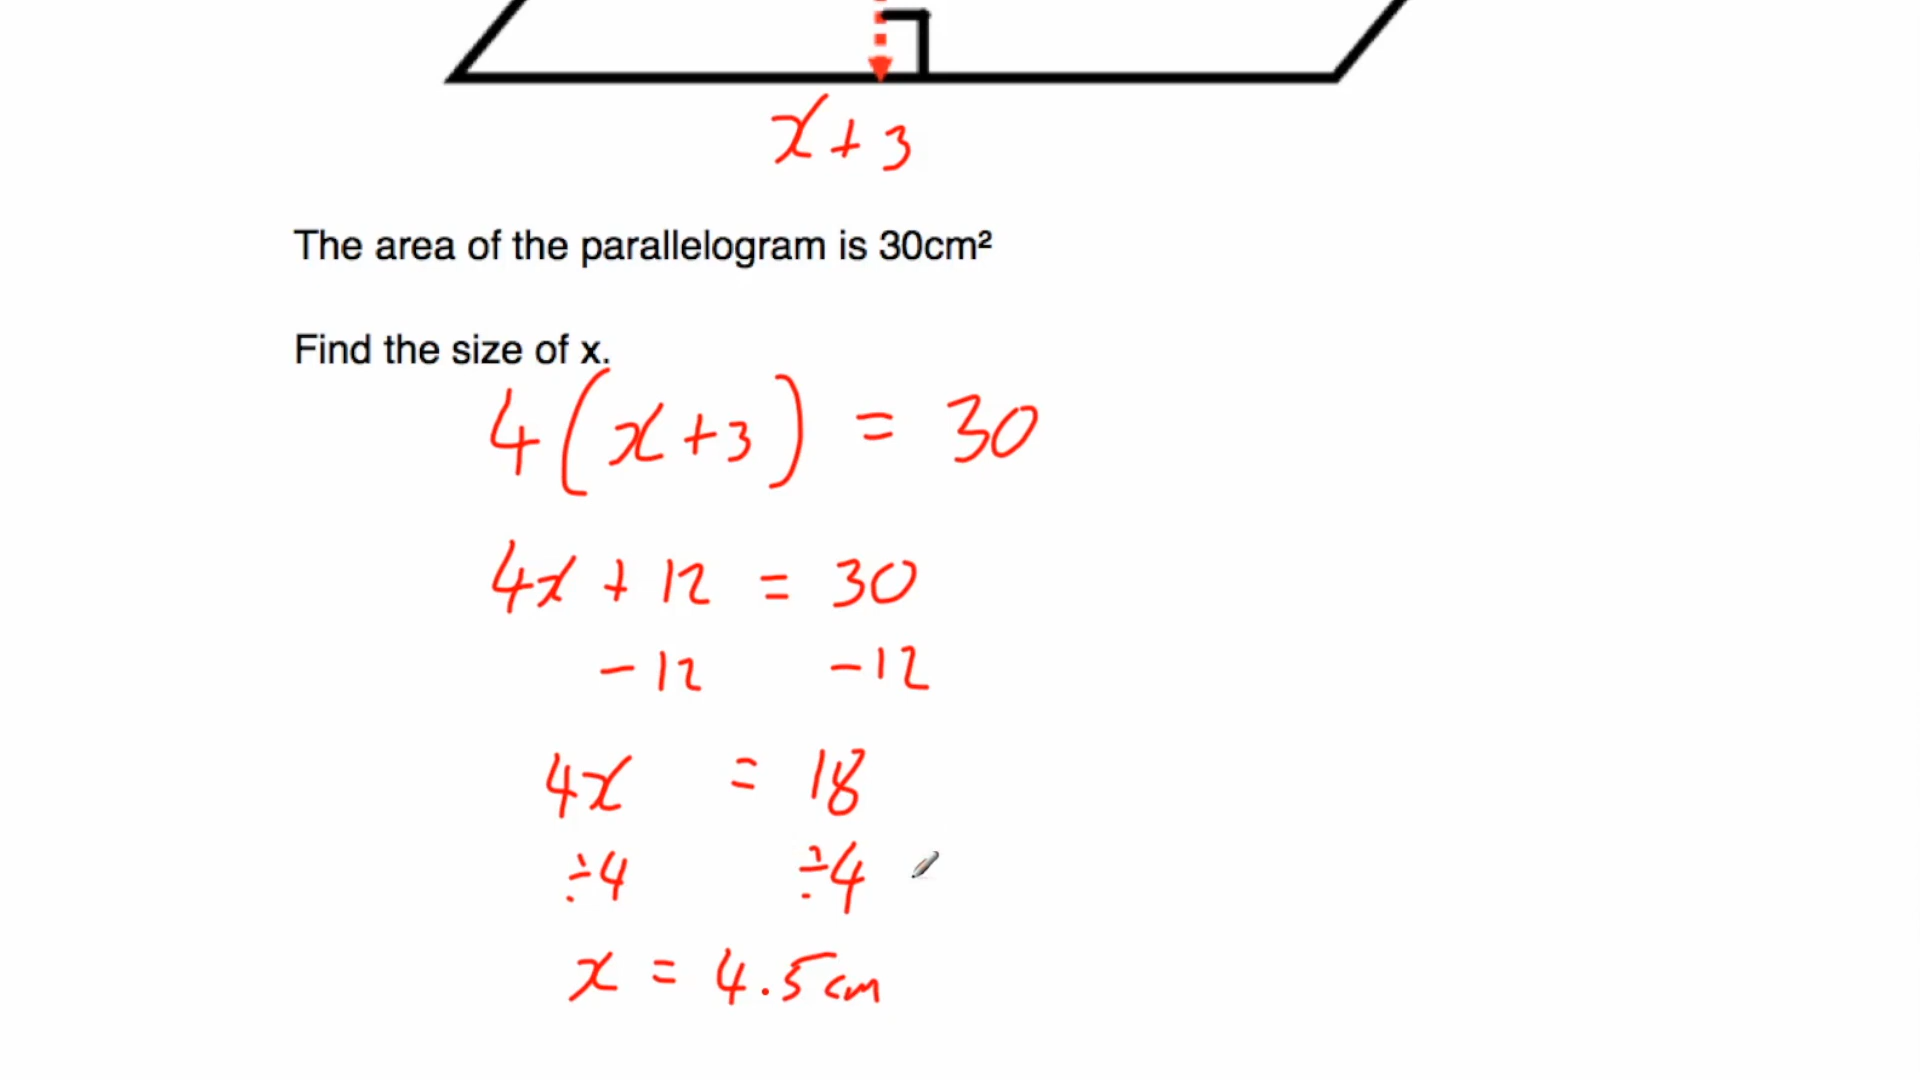 x+3
The area of the parallelogram is 30cm²
Find the size of x.
4(x+3) = 30
4x + 12 = 30
-12 -12
4x = 18
÷4 ÷4
x = 4.5cm